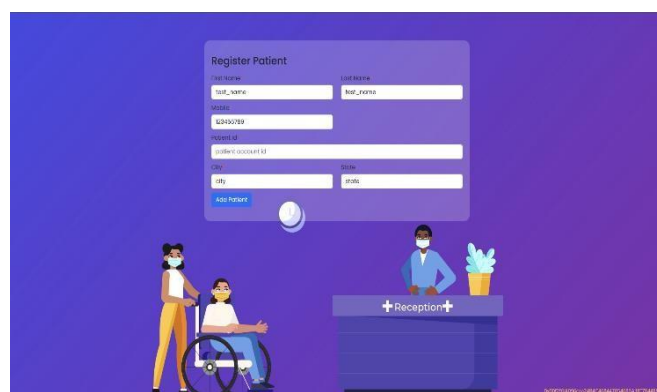 Register Patient
First Name Last Name
test_name test_name
Mobile
Patient id
patient account id
City State
city state
Add Patient
Reception